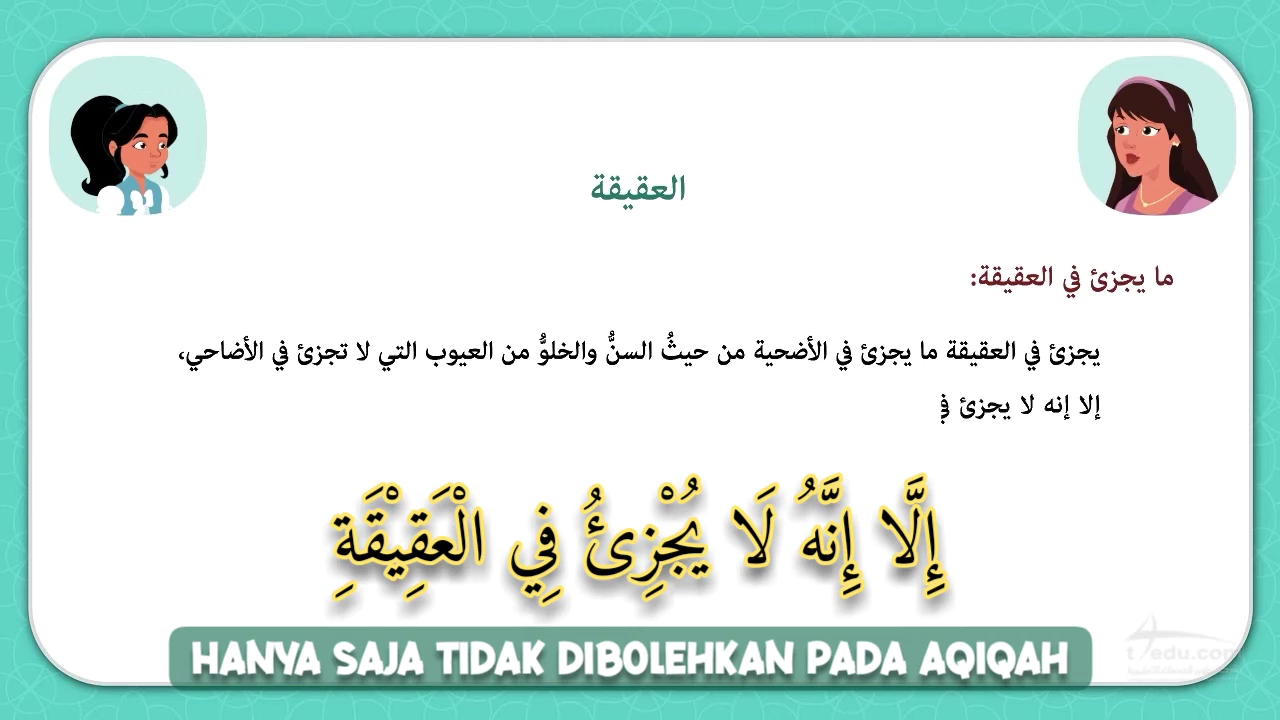 العقيقة
ما يجزئ في العقيقة:
يجزئ في العقيقة ما يجزئ في الأضحية من حيثُ السنُّ والخلوُّ من العيوب التي لا تجزئ في الأضاحي،
إلا إنه لا يجزئ في
إِلَّا إِنَّهُ لَا يُجْزِئُ فِي الْعَقِيْقَةِ
HANYA SAJA TIDAK DIBOLEHKAN PADA AQIQAH